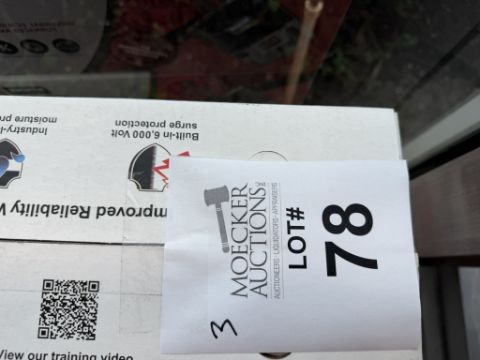 MOECKER
AUCTIONS
AUCTIONEERS • LIQUIDATORS • APPRAISERS
LOT#
78
3
Built-in 6,000 Volt
surge protection
Industry-l
moisture pr
mproved Reliability W
View our training video